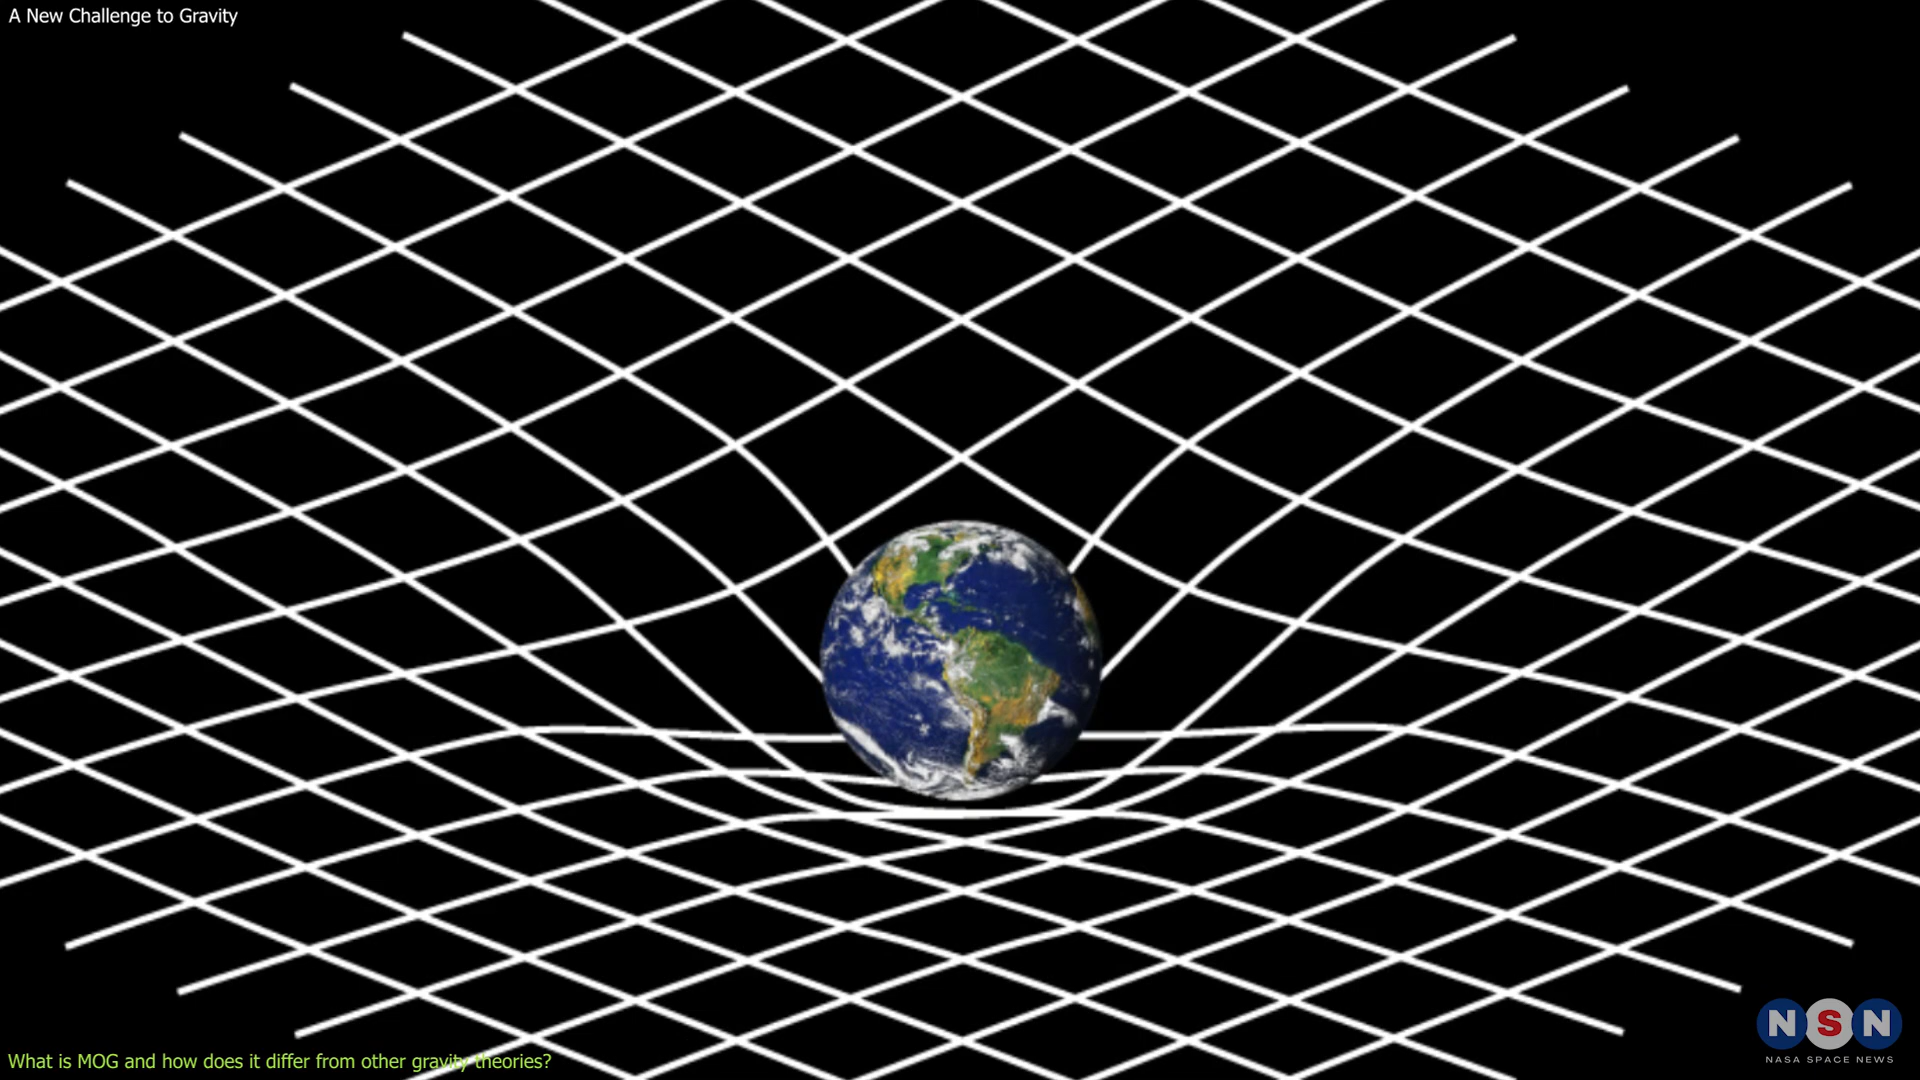 A New Challenge to Gravity
What is MOG and how does it differ from other gravity theories?
NSN
NASA SPACE NEWS